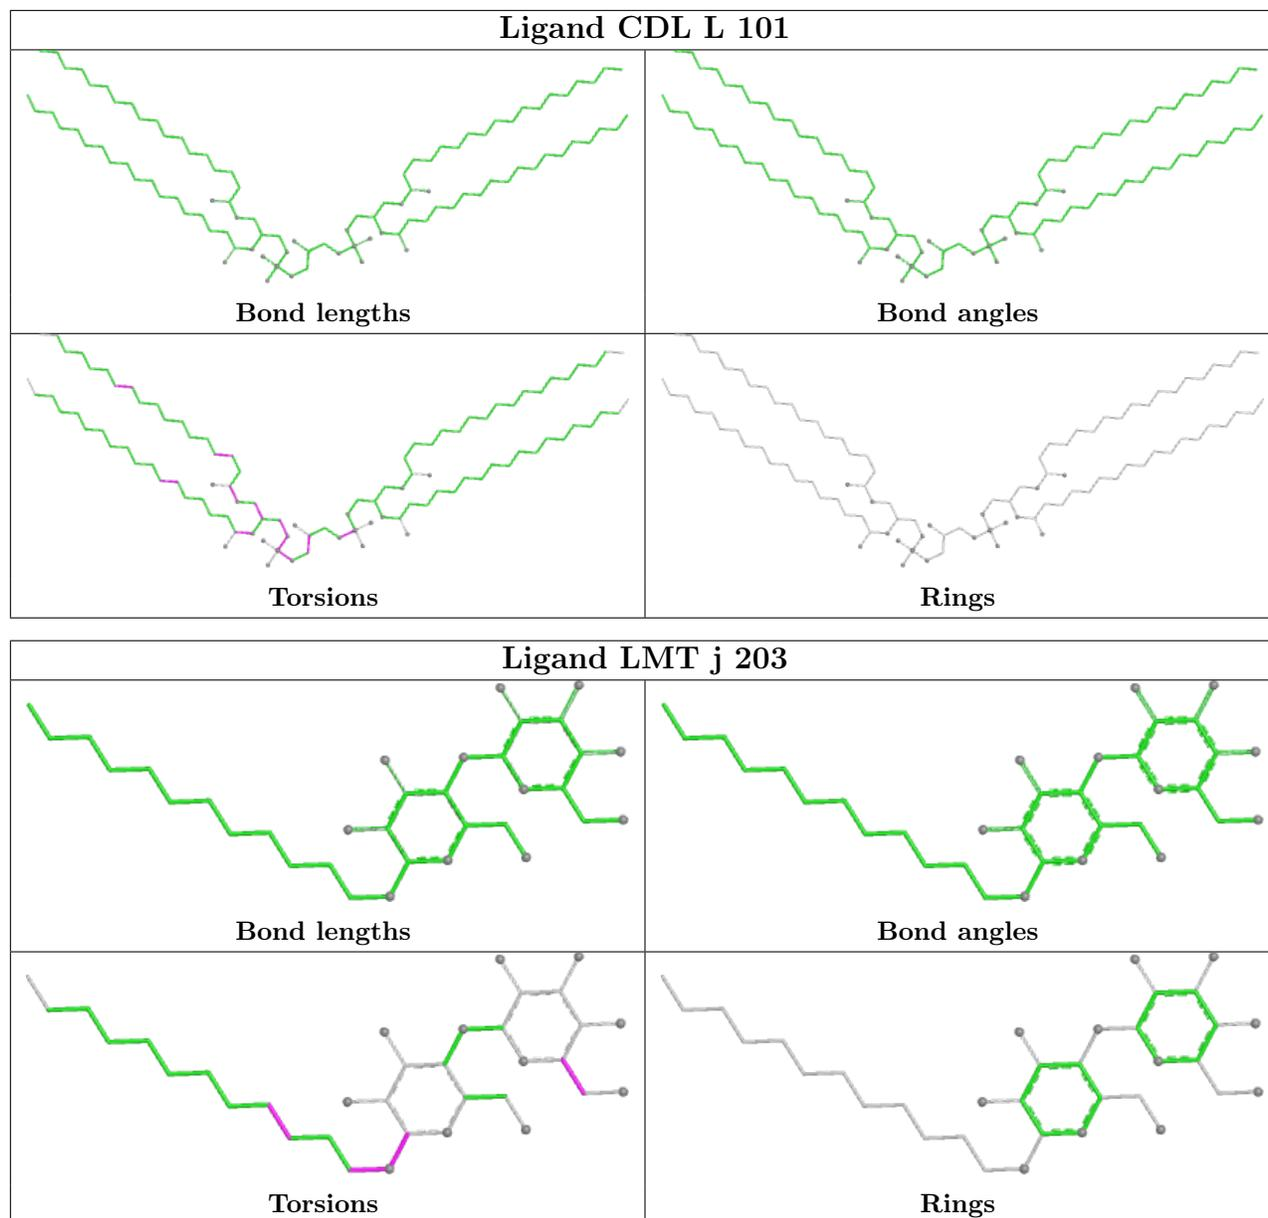 Ligand CDL L 101
Bond lengths
Bond angles
Torsions
Rings
Ligand LMT j 203
Bond lengths
Bond angles
Torsions
Rings